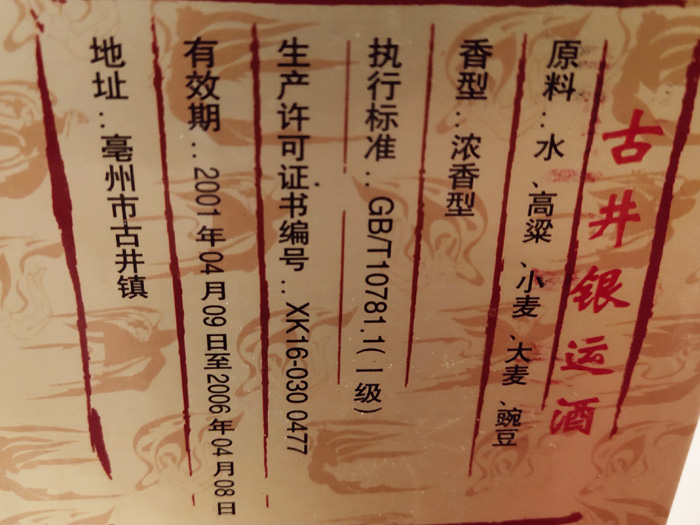 古井银运酒
原料：水、高粱、小麦、大麦、豌豆
香型：浓香型
执行标准：GB/T10781.1(一级)
生产许可证书编号：XK16-030 0477
有效期：2001年04月09日至2006年04月08日
地址：亳州市古井镇